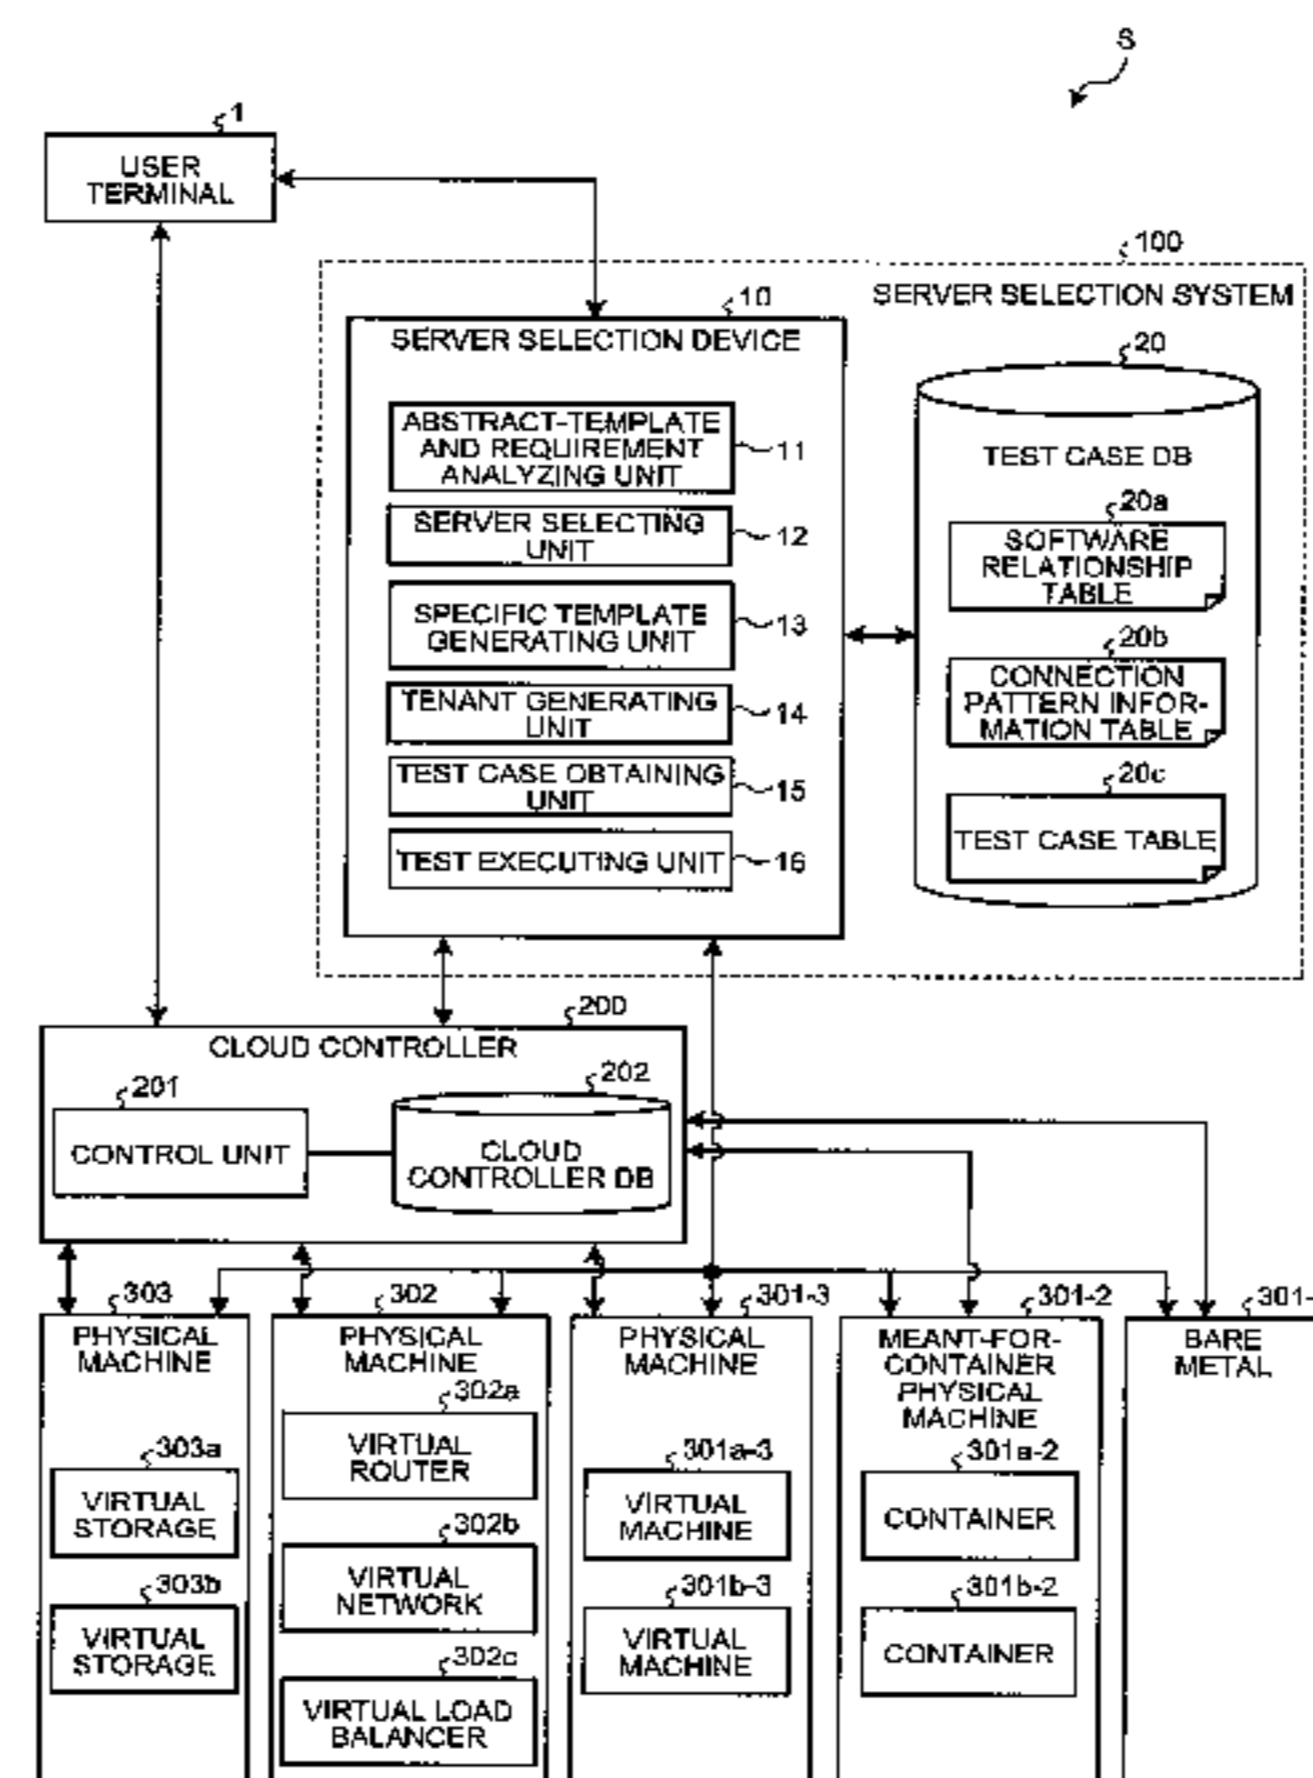 S
1
USER
TERMINAL
100
SERVER SELECTION SYSTEM
10
SERVER SELECTION DEVICE
20
TEST CASE DB
ABSTRACT-TEMPLATE
AND REQUIREMENT
ANALYZING UNIT
11
SERVER SELECTING
UNIT
12
SPECIFIC TEMPLATE
GENERATING UNIT
13
TENANT GENERATING
UNIT
14
TEST CASE OBTAINING
UNIT
15
TEST EXECUTING UNIT
16
20a
SOFTWARE
RELATIONSHIP
TABLE
20b
CONNECTION
PATTERN INFOR-
MATION TABLE
20c
TEST CASE TABLE
200
CLOUD CONTROLLER
201
CONTROL UNIT
202
CLOUD
CONTROLLER DB
303
PHYSICAL
MACHINE
303a
VIRTUAL
STORAGE
303b
VIRTUAL
STORAGE
302
PHYSICAL
MACHINE
302a
VIRTUAL
ROUTER
302b
VIRTUAL
NETWORK
302c
VIRTUAL LOAD
BALANCER
301-3
PHYSICAL
MACHINE
301a-3
VIRTUAL
MACHINE
301b-3
VIRTUAL
MACHINE
301-2
MEANT-FOR-
CONTAINER
PHYSICAL
MACHINE
301a-2
CONTAINER
301b-2
CONTAINER
301-
BARE
METAL